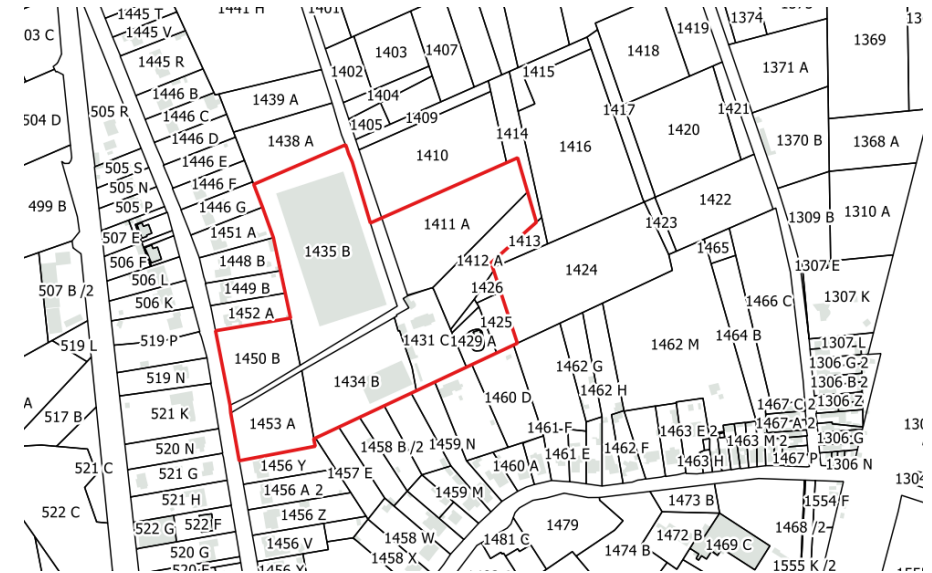 1445 T
1441 H
1401
1374
1445 V
1419
03 C
1403
1407
1418
1369
1445 R
1402
1415
1371 A
1446 B
1404
1439 A
505 R
1446 C
1405
1409
1417
1421
504 D
1446 D
1438 A
1414
1420
1370 B
1368 A
1416
1446 E
1410
505 S
1446 F
505 N
1422
499 B
505 P
1446 G
1310 A
1309 B
1411 A
1423
507 E
1451 A
1413
1465
1435 B
506 F
1448 B
1412 A
1424
1307 E
506 L
1449 B
1426
507 B /2
1307 K
506 K
1466 C
1452 A
1425
519 P
1431 C
1429 A
1464 B
519 L
1462 M
1307 L
1450 B
1306 G-2
1462 G
519 N
1434 B
1306 B-2
1462 H
A
1460 D
1467 C 2
1306 Z
517 B
521 K
1453 A
1467 A 2
1461 F
1463 E 2
1306 G
520 N
1458 B /2
1459 N
1461 E
1462 F
1463 M 2
1467 P
1463 H
1306 N
521 C
1456 Y
1460 A
521 G
1457 E
1456 A 2
1459 M
521 H
1473 B
1554 F
522 C
1456 Z
522 G
522 F
1479
1468 /2
1458 W
1472 B
1456 V
1481 C
1469 C
520 G
1474 B
1458 X
1555 K /2